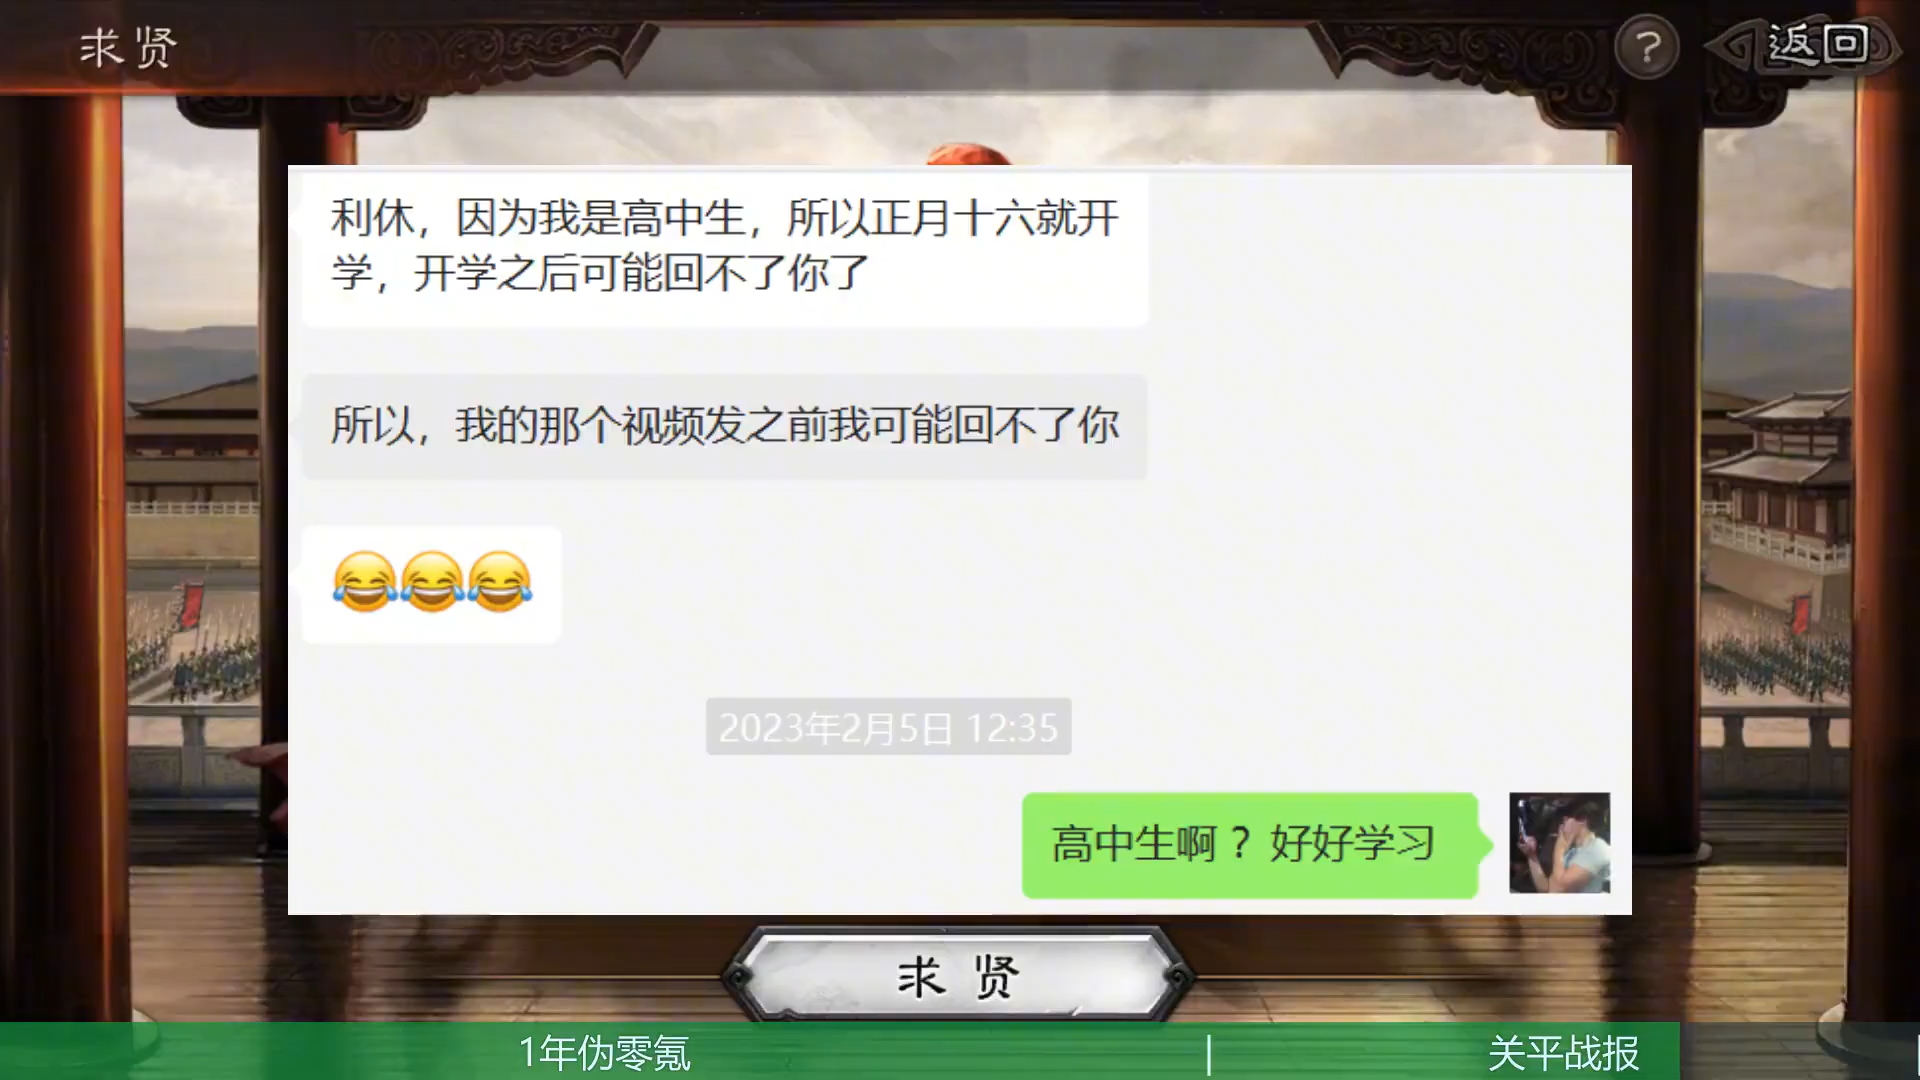 求贤
?
返回
利休，因为我是高中生，所以正月十六就开
学，开学之后可能回不了你了
所以，我的那个视频发之前我可能回不了你
😂😂😂
2023年2月5日 12:35
高中生啊？好好学习
求贤
1年伪零氪
|
关平战报